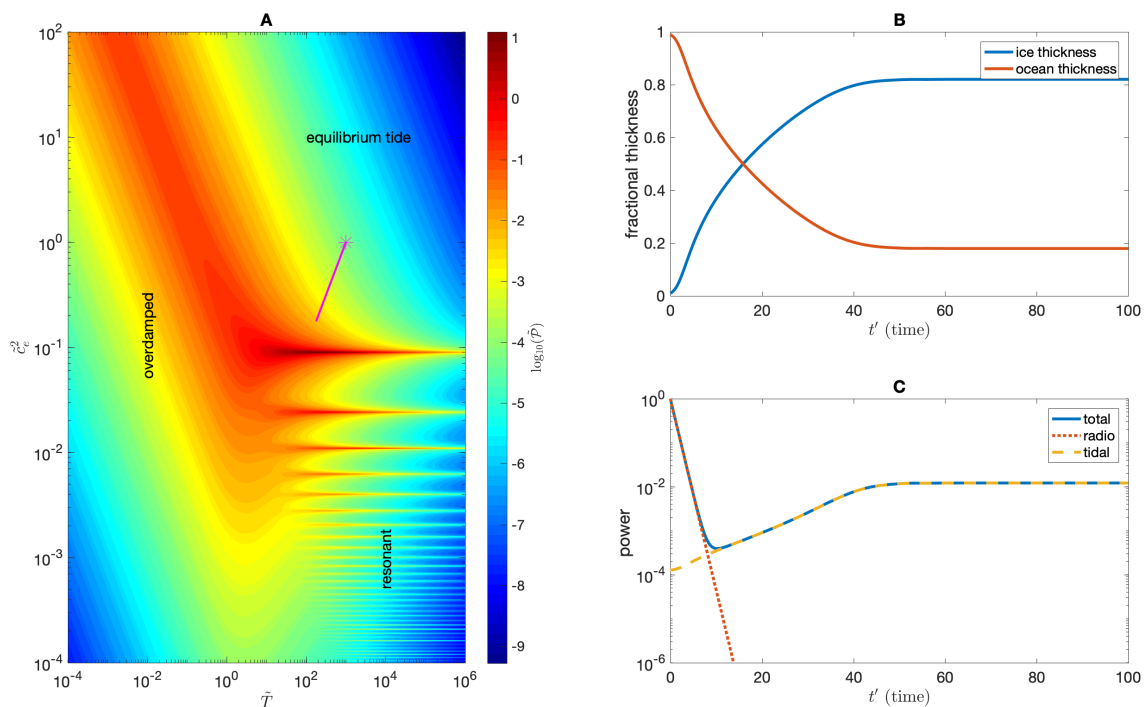 A
10^2
10^1
10^0
10^-1
10^-2
10^-3
10^-4
c̃_e^2
10^-4
10^-2
10^0
10^2
10^4
10^6
T̃
equilibrium tide
overdamped
resonant
1
0
-1
-2
-3
-4
-5
-6
-7
-8
-9
log10(P̃)
B
1
0.8
0.6
0.4
0.2
0
fractional thickness
ice thickness
ocean thickness
0
20
40
60
80
100
t′ (time)
C
10^0
10^-2
10^-4
10^-6
power
total
radio
tidal
0
20
40
60
80
100
t′ (time)